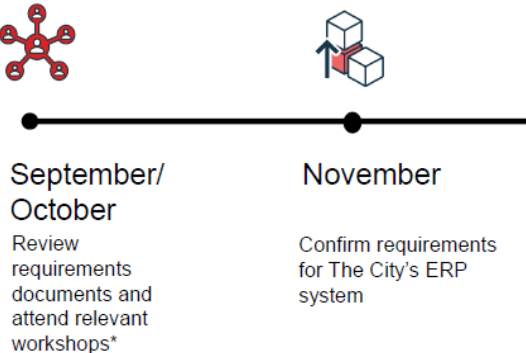 September/
October
Review
requirements
documents and
attend relevant
workshops*
November
Confirm requirements
for The City's ERP
system